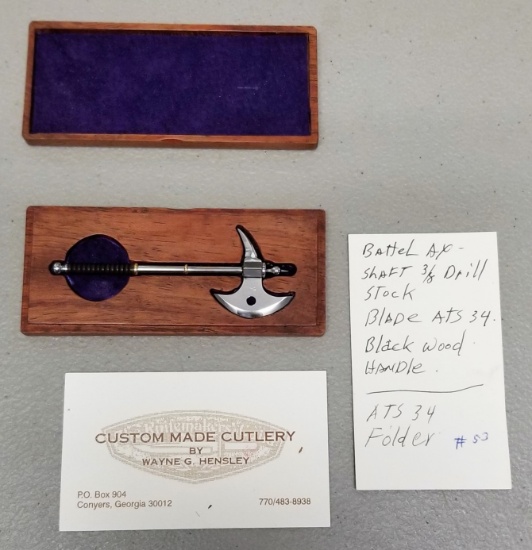 Battel Ax -
Shaft 3/8 Drill
Stock
Blade ATS 34.
Black Wood
Handle.
ATS 34
Folder #53
CUSTOM MADE CUTLERY
BY
WAYNE G. HENSLEY
P.O. Box 904
Conyers, Georgia 30012
770/483-8938